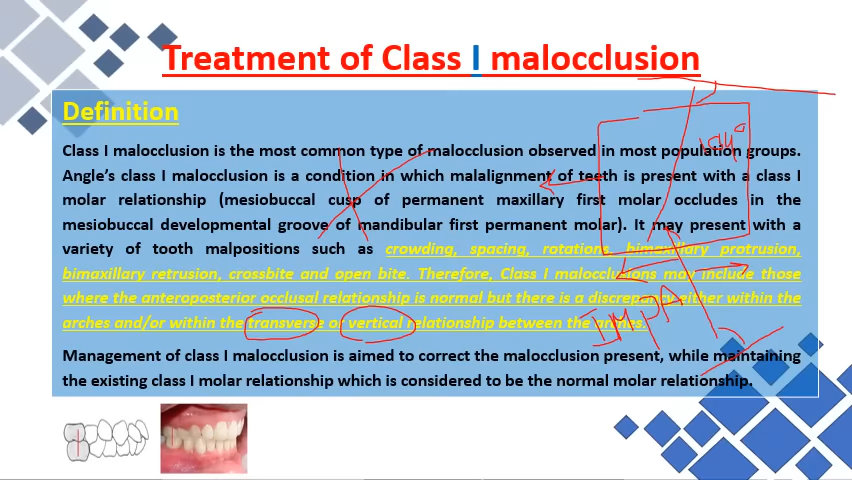 Treatment of Class I malocclusion
Definition
Class I malocclusion is the most common type of malocclusion observed in most population groups.
Angle's class I malocclusion is a condition in which malalignment of teeth is present with a class I
molar relationship (mesiobuccal cusp of permanent maxillary first molar occludes in the
mesiobuccal developmental groove of mandibular first permanent molar). It may present with a
variety of tooth malpositions such as crowding, spacing, rotations, bimaxillary protrusion,
bimaxillary retrusion, crossbite and open bite. Therefore, Class I malocclusions may include those
where the anteroposterior occlusal relationship is normal but there is a discrepancy either within the
arches and/or within the transverse or vertical relationship between the arches.
Management of class I malocclusion is aimed to correct the malocclusion present, while maintaining
the existing class I molar relationship which is considered to be the normal molar relationship.
104°
IMPA